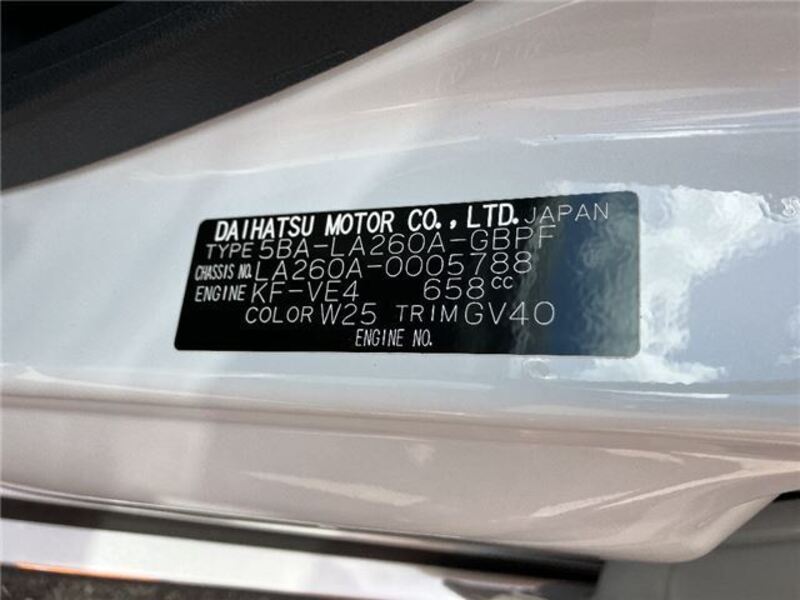 DAIHATSU MOTOR CO., LTD. JAPAN
TYPE 5BA-LA260A-GBPF
CHASSIS NO. LA260A-0005788
ENGINE KF-VE4 658cc
COLOR W25 TRIM GV40
ENGINE NO.